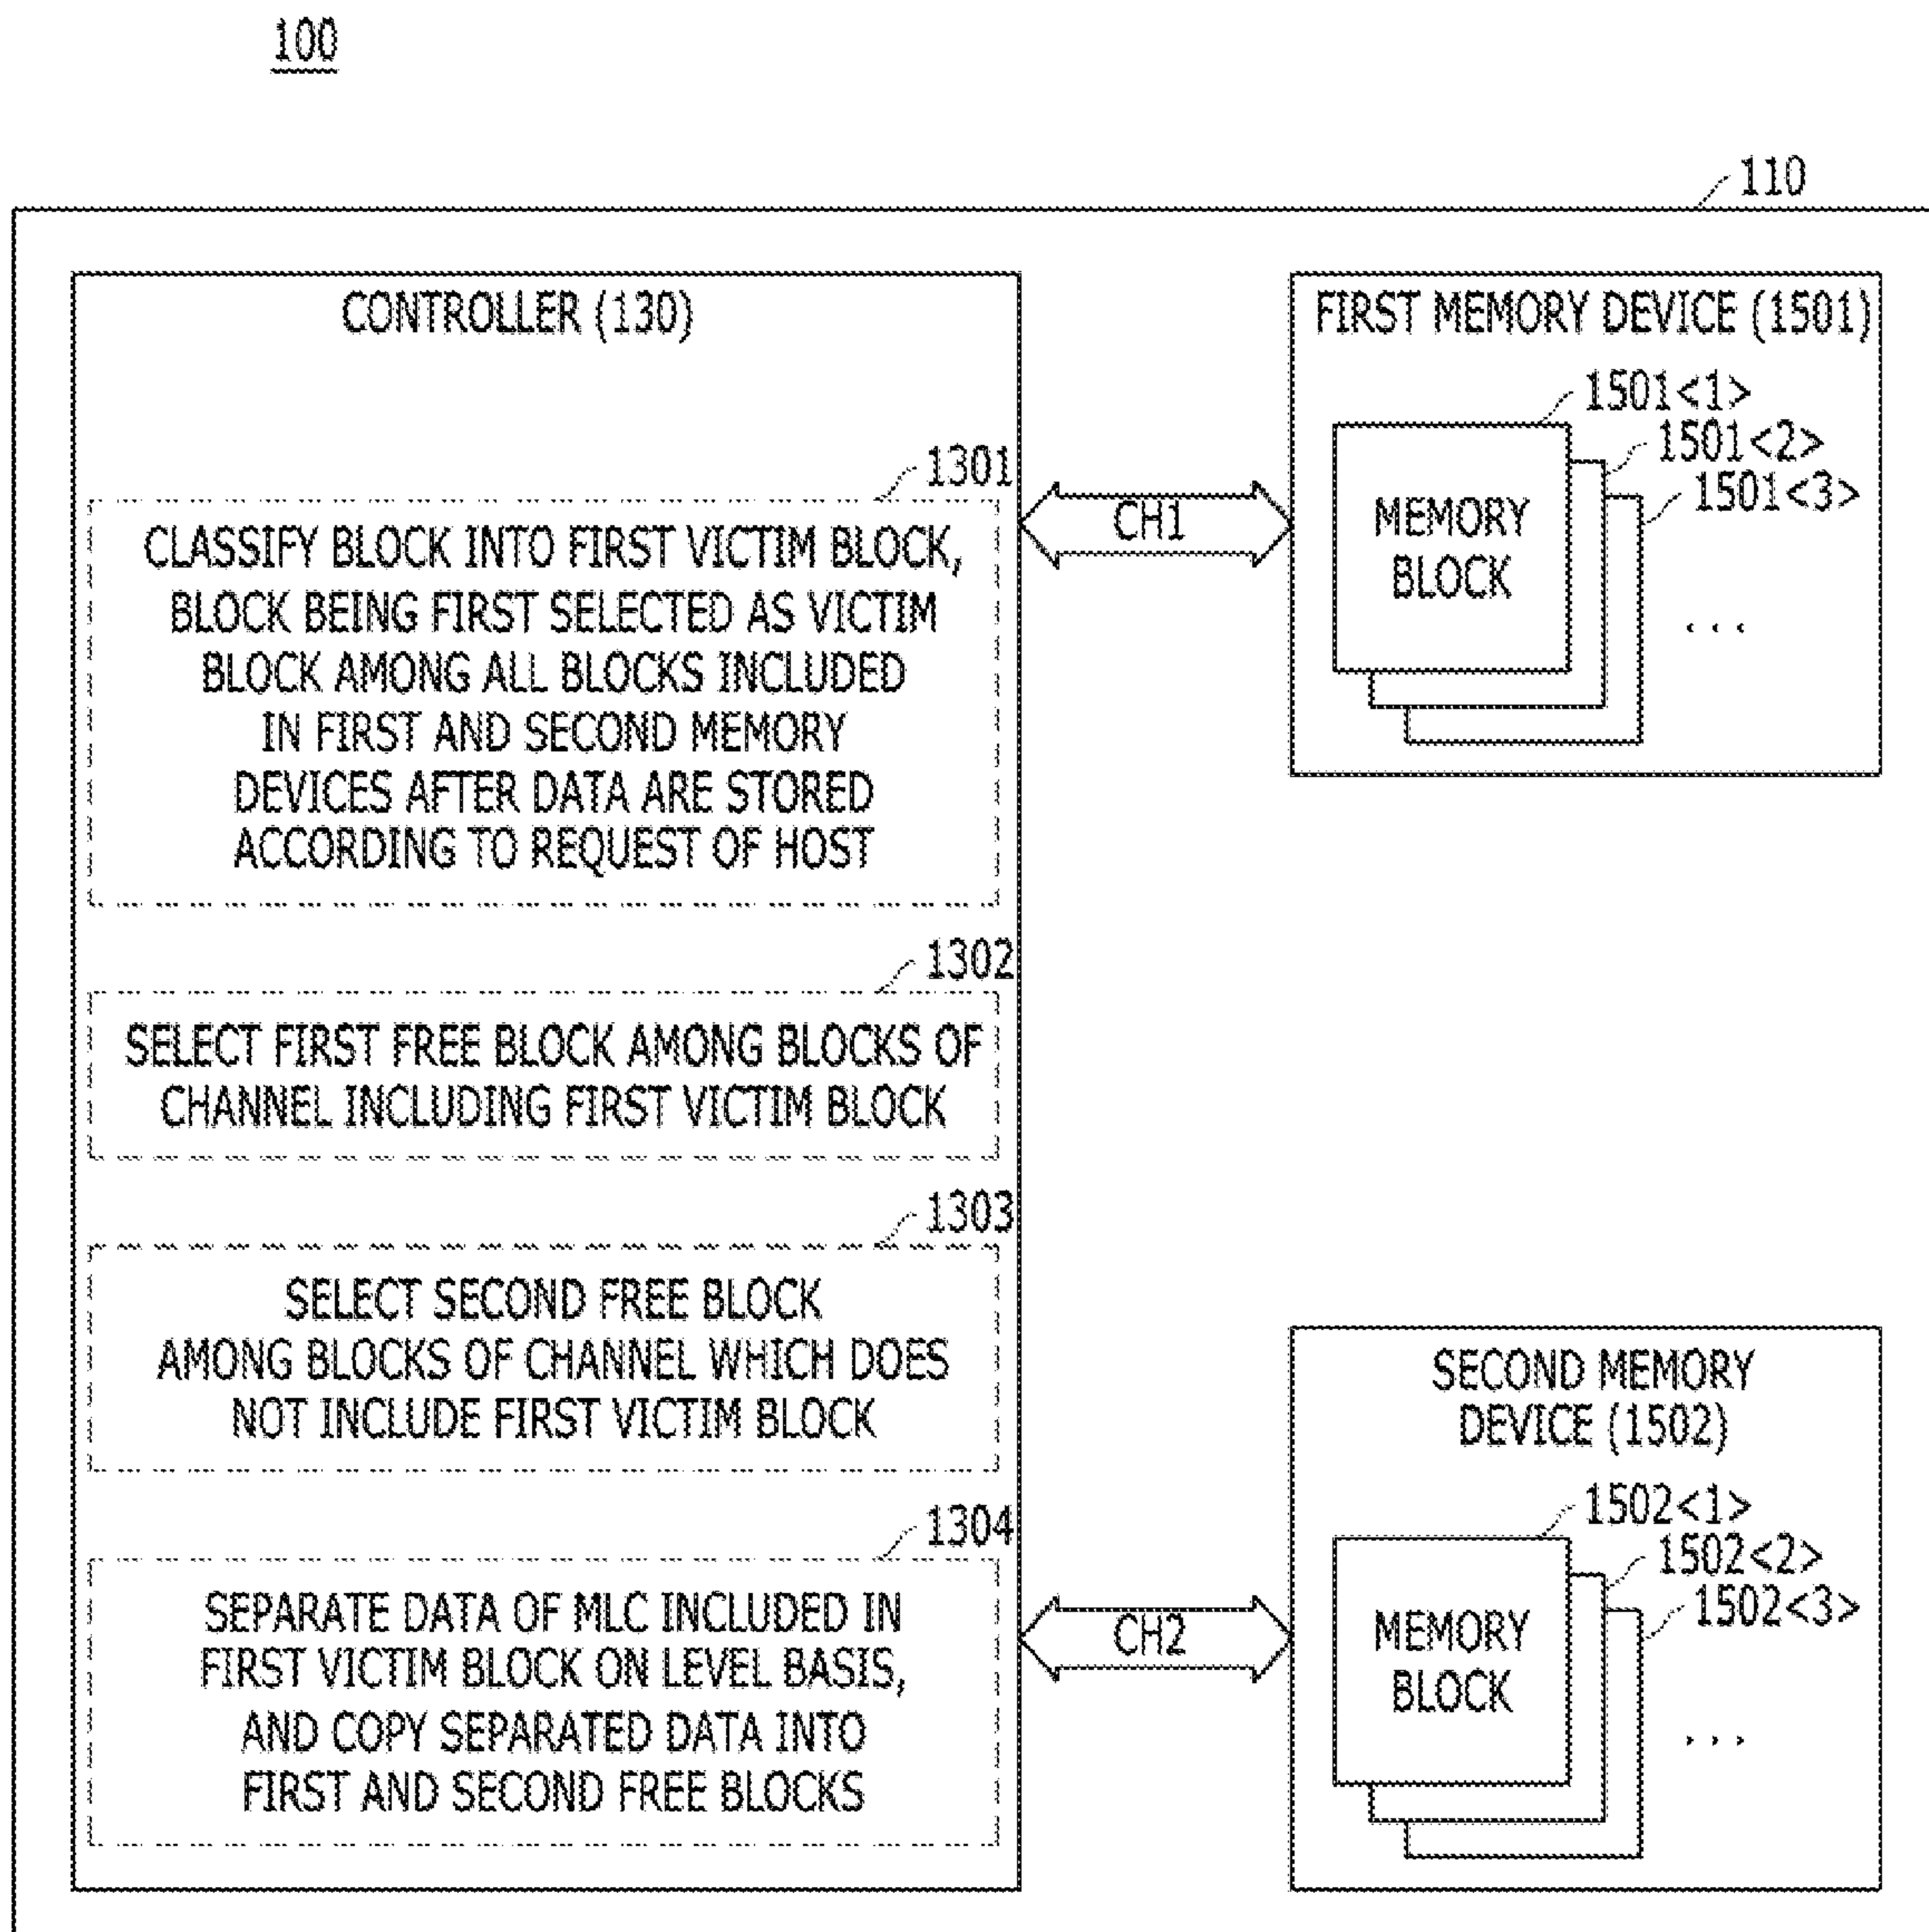 100
110
CONTROLLER (130)
1301
CLASSIFY BLOCK INTO FIRST VICTIM BLOCK,
BLOCK BEING FIRST SELECTED AS VICTIM
BLOCK AMONG ALL BLOCKS INCLUDED
IN FIRST AND SECOND MEMORY
DEVICES AFTER DATA ARE STORED
ACCORDING TO REQUEST OF HOST
1302
SELECT FIRST FREE BLOCK AMONG BLOCKS OF
CHANNEL INCLUDING FIRST VICTIM BLOCK
1303
SELECT SECOND FREE BLOCK
AMONG BLOCKS OF CHANNEL WHICH DOES
NOT INCLUDE FIRST VICTIM BLOCK
1304
SEPARATE DATA OF MLC INCLUDED IN
FIRST VICTIM BLOCK ON LEVEL BASIS,
AND COPY SEPARATED DATA INTO
FIRST AND SECOND FREE BLOCKS
CH1
FIRST MEMORY DEVICE (1501)
1501<1>
1501<2>
1501<3>
MEMORY
BLOCK
. . .
CH2
SECOND MEMORY
DEVICE (1502)
1502<1>
1502<2>
1502<3>
MEMORY
BLOCK
. . .